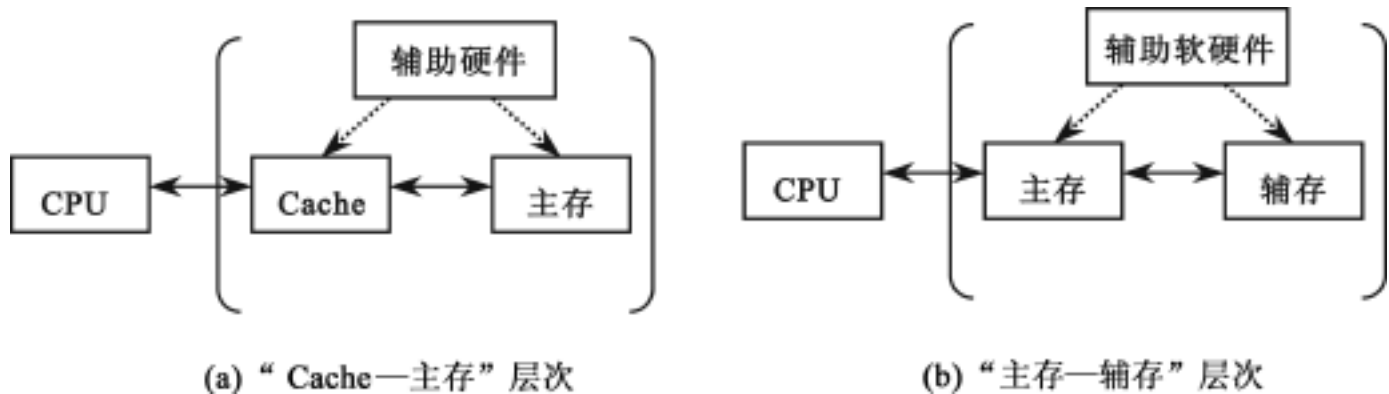 辅助硬件
CPU
Cache
主存
(a) “ Cache—主存” 层次
辅助软硬件
CPU
主存
辅存
(b) “主存—辅存” 层次